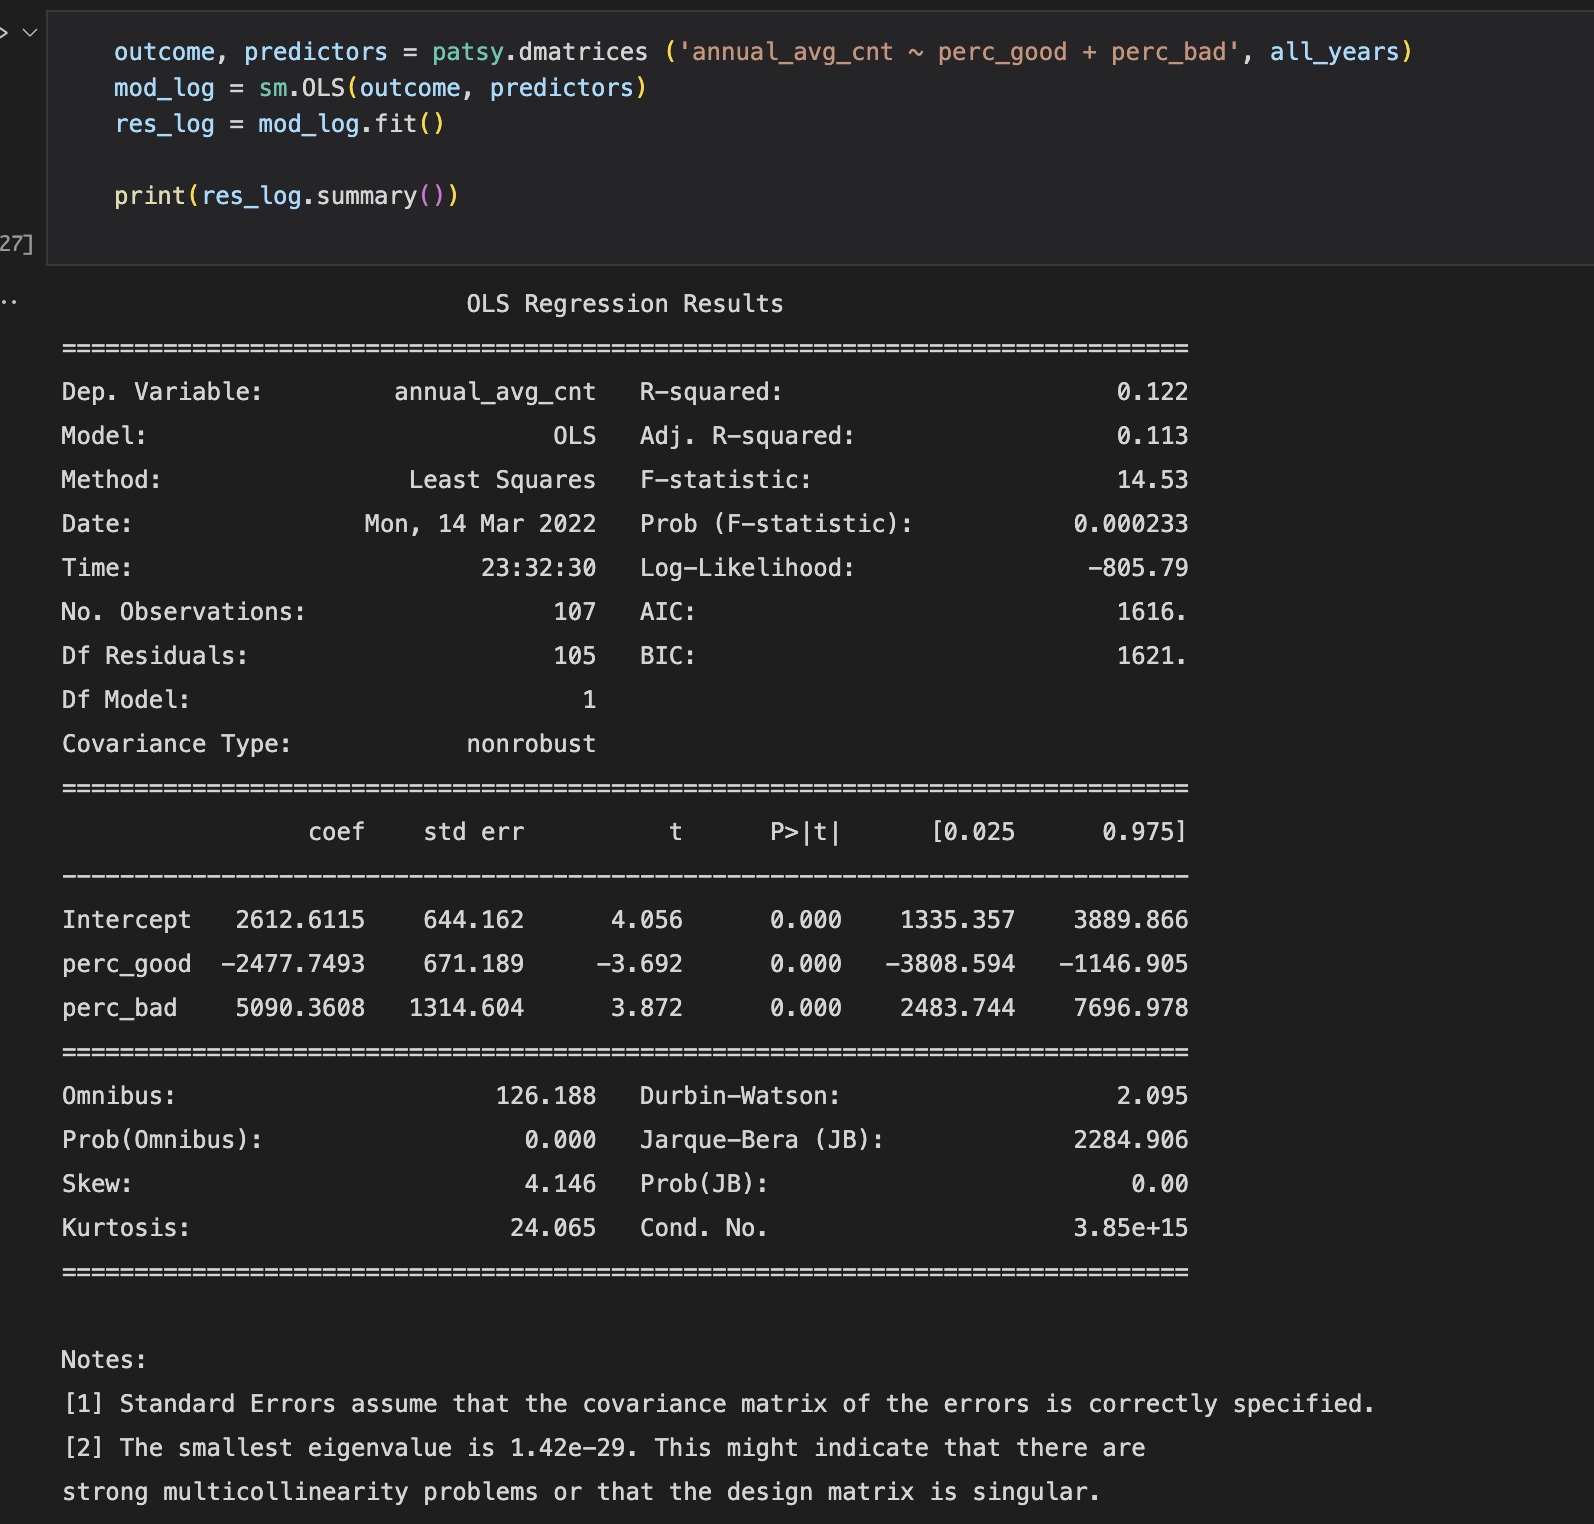 outcome, predictors = patsy.dmatrices ('annual_avg_cnt ~ perc_good + perc_bad', all_years)
mod_log = sm.OLS(outcome, predictors)
res_log = mod_log.fit()
print(res_log.summary())
27]
..
OLS Regression Results
==============================================================================
Dep. Variable: annual_avg_cnt R-squared: 0.122
Model: OLS Adj. R-squared: 0.113
Method: Least Squares F-statistic: 14.53
Date: Mon, 14 Mar 2022 Prob (F-statistic): 0.000233
Time: 23:32:30 Log-Likelihood: -805.79
No. Observations: 107 AIC: 1616.
Df Residuals: 105 BIC: 1621.
Df Model: 1
Covariance Type: nonrobust
==============================================================================
coef std err t P>|t| [0.025 0.975]
------------------------------------------------------------------------------
Intercept 2612.6115 644.162 4.056 0.000 1335.357 3889.866
perc_good -2477.7493 671.189 -3.692 0.000 -3808.594 -1146.905
perc_bad 5090.3608 1314.604 3.872 0.000 2483.744 7696.978
==============================================================================
Omnibus: 126.188 Durbin-Watson: 2.095
Prob(Omnibus): 0.000 Jarque-Bera (JB): 2284.906
Skew: 4.146 Prob(JB): 0.00
Kurtosis: 24.065 Cond. No. 3.85e+15
==============================================================================
Notes:
[1] Standard Errors assume that the covariance matrix of the errors is correctly specified.
[2] The smallest eigenvalue is 1.42e-29. This might indicate that there are
strong multicollinearity problems or that the design matrix is singular.